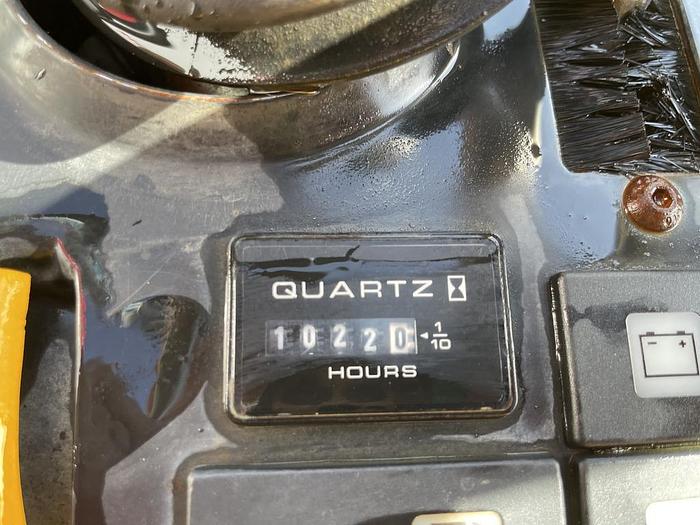 QUARTZ
10220 1/10
HOURS
- +